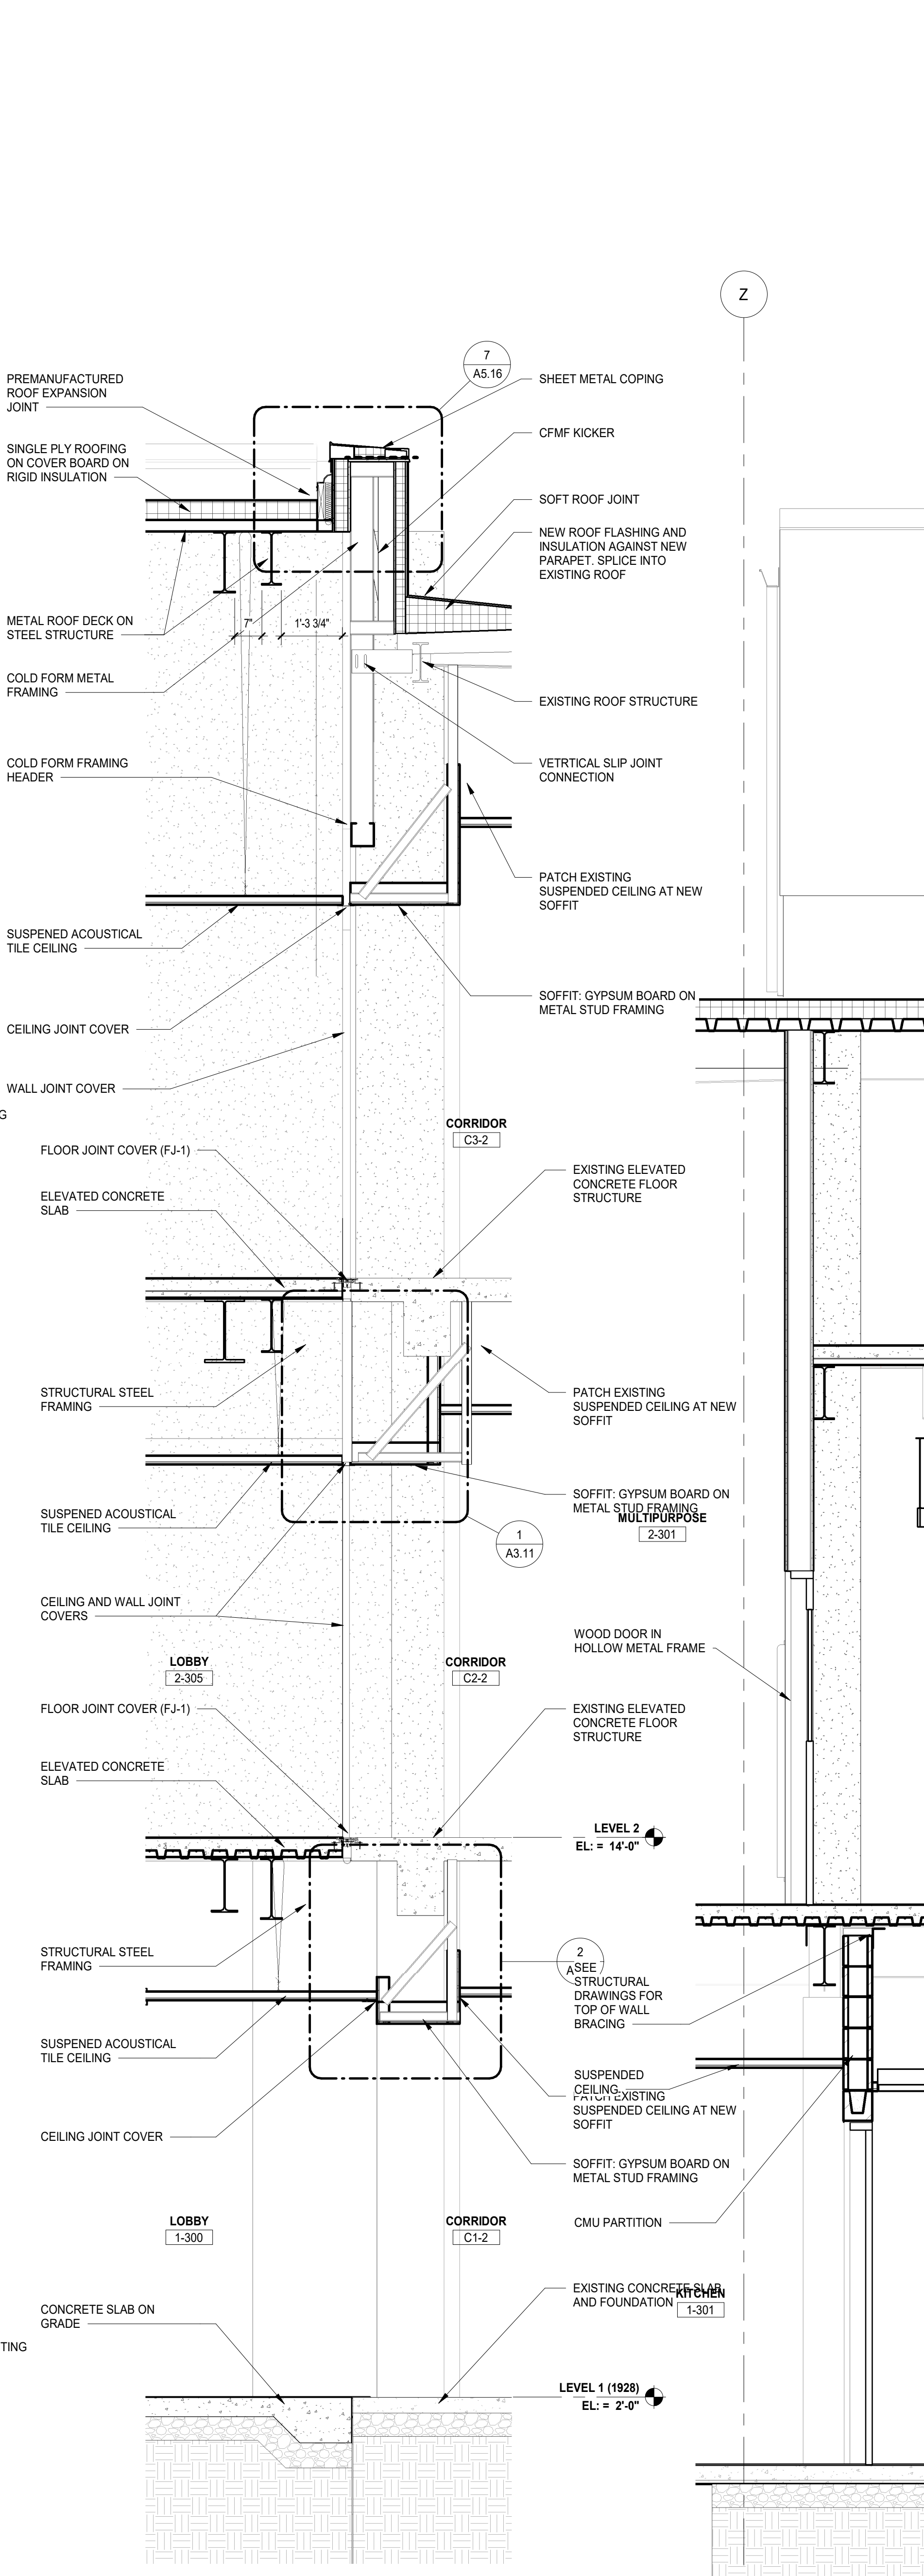 Z
7
A5.16
PREMANUFACTURED
ROOF EXPANSION
JOINT
SHEET METAL COPING
CFMF KICKER
SINGLE PLY ROOFING
ON COVER BOARD ON
RIGID INSULATION
SOFT ROOF JOINT
NEW ROOF FLASHING AND
INSULATION AGAINST NEW
PARAPET. SPLICE INTO
EXISTING ROOF
METAL ROOF DECK ON
STEEL STRUCTURE
7"
1'-3 3/4"
COLD FORM METAL
FRAMING
EXISTING ROOF STRUCTURE
COLD FORM FRAMING
HEADER
VETRTICAL SLIP JOINT
CONNECTION
PATCH EXISTING
SUSPENDED CEILING AT NEW
SOFFIT
SUSPENED ACOUSTICAL
TILE CEILING
SOFFIT: GYPSUM BOARD ON
METAL STUD FRAMING
CEILING JOINT COVER
WALL JOINT COVER
G
CORRIDOR
C3-2
FLOOR JOINT COVER (FJ-1)
EXISTING ELEVATED
CONCRETE FLOOR
STRUCTURE
ELEVATED CONCRETE
SLAB
STRUCTURAL STEEL
FRAMING
PATCH EXISTING
SUSPENDED CEILING AT NEW
SOFFIT
SUSPENED ACOUSTICAL
TILE CEILING
SOFFIT: GYPSUM BOARD ON
METAL STUD FRAMING
MULTIPURPOSE
2-301
1
A3.11
CEILING AND WALL JOINT
COVERS
WOOD DOOR IN
HOLLOW METAL FRAME
LOBBY
2-305
CORRIDOR
C2-2
FLOOR JOINT COVER (FJ-1)
EXISTING ELEVATED
CONCRETE FLOOR
STRUCTURE
ELEVATED CONCRETE
SLAB
LEVEL 2
EL: = 14'-0"
STRUCTURAL STEEL
FRAMING
2
A
SEE
STRUCTURAL
DRAWINGS FOR
TOP OF WALL
BRACING
SUSPENED ACOUSTICAL
TILE CEILING
SUSPENDED
CEILING
PATCH EXISTING
SUSPENDED CEILING AT NEW
SOFFIT
CEILING JOINT COVER
SOFFIT: GYPSUM BOARD ON
METAL STUD FRAMING
LOBBY
1-300
CORRIDOR
C1-2
CMU PARTITION
EXISTING CONCRETE SLAB
AND FOUNDATION
KITCHEN
1-301
CONCRETE SLAB ON
GRADE
TING
LEVEL 1 (1928)
EL: = 2'-0"